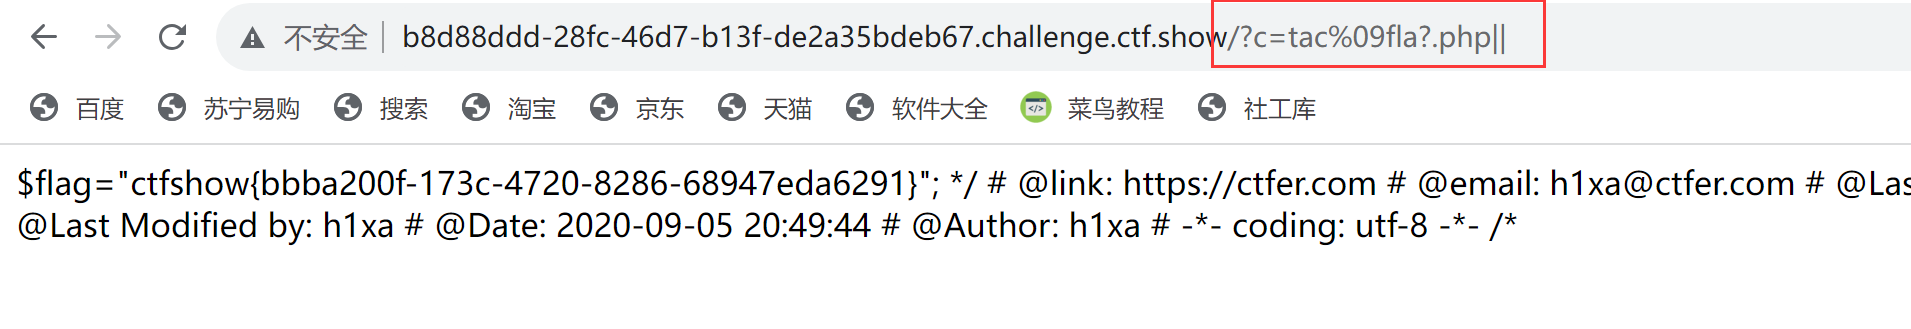 不安全 b8d88ddd-28fc-46d7-b13f-de2a35bdeb67.challenge.ctf.show/?c=tac%09fla?.php||
百度 苏宁易购 搜索 淘宝 京东 天猫 软件大全 菜鸟教程 社工库
$flag="ctfshow{bbba200f-173c-4720-8286-68947eda6291}"; */ # @link: https://ctfer.com # @email: h1xa@ctfer.com # @Las
@Last Modified by: h1xa # @Date: 2020-09-05 20:49:44 # @Author: h1xa # -*- coding: utf-8 -*- /*